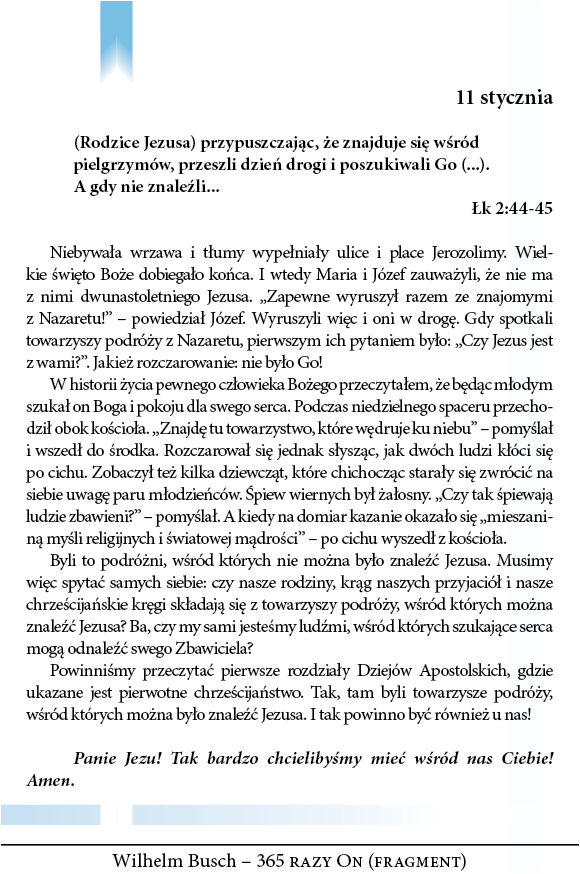 11 stycznia
(Rodzice Jezusa) przypuszczając, że znajduje się wśród
pielgrzymów, przeszli dzień drogi i poszukiwali Go (...).
A gdy nie znaleźli...
Łk 2:44-45
Niebywała wrzawa i tłumy wypełniały ulice i place Jerozolimy. Wiel-
kie święto Boże dobiegało końca. I wtedy Maria i Józef zauważyli, że nie ma
z nimi dwunastoletniego Jezusa. „Zapewne wyruszył razem ze znajomymi
z Nazaretu!” – powiedział Józef. Wyruszyli więc i oni w drogę. Gdy spotkali
towarzyszy podróży z Nazaretu, pierwszym ich pytaniem było: „Czy Jezus jest
z wami?”. Jakież rozczarowanie: nie było Go!
W historii życia pewnego człowieka Bożego przeczytałem, że będąc młodym
szukał on Boga i pokoju dla swego serca. Podczas niedzielnego spaceru przecho-
dził obok kościoła. „Znajdę tu towarzystwo, które wędruje ku niebu” – pomyślał
i wszedł do środka. Rozczarował się jednak słysząc, jak dwóch ludzi kłóci się
po cichu. Zobaczył też kilka dziewcząt, które chichocząc starały się zwrócić na
siebie uwagę paru młodzieńców. Śpiew wiernych był żałosny. „Czy tak śpiewają
ludzie zbawieni?” – pomyślał. A kiedy na domiar kazanie okazało się „mieszani-
ną myśli religijnych i światowej mądrości” – po cichu wyszedł z kościoła.
Byli to podróżni, wśród których nie można było znaleźć Jezusa. Musimy
więc spytać samych siebie: czy nasze rodziny, krąg naszych przyjaciół i nasze
chrześcijańskie kręgi składają się z towarzyszy podróży, wśród których można
znaleźć Jezusa? Ba, czy my sami jesteśmy ludźmi, wśród których szukające serca
mogą odnaleźć swego Zbawiciela?
Powinniśmy przeczytać pierwsze rozdziały Dziejów Apostolskich, gdzie
ukazane jest pierwotne chrześcijaństwo. Tak, tam byli towarzysze podróży,
wśród których można było znaleźć Jezusa. I tak powinno być również u nas!
Panie Jezu! Tak bardzo chcielibyśmy mieć wśród nas Ciebie!
Amen.
Wilhelm Busch – 365 RAZY ON (FRAGMENT)